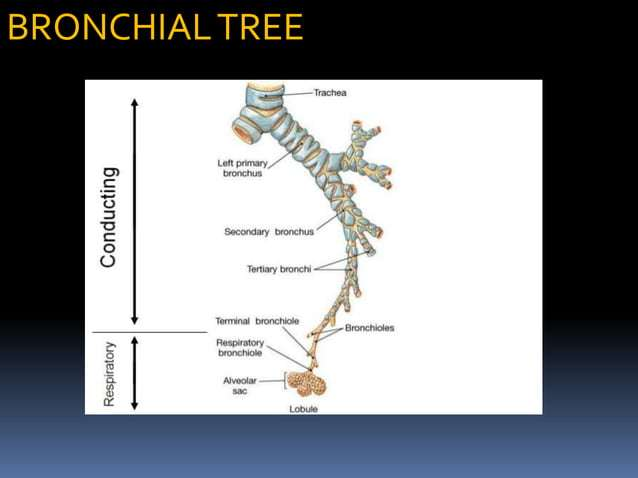 BRONCHIAL TREE
Trachea
Left primary
bronchus
Conducting
Secondary bronchus
Tertiary bronchi
Terminal bronchiole
Bronchioles
Respiratory
bronchiole
Respiratory
Alveolar
sac
Lobule